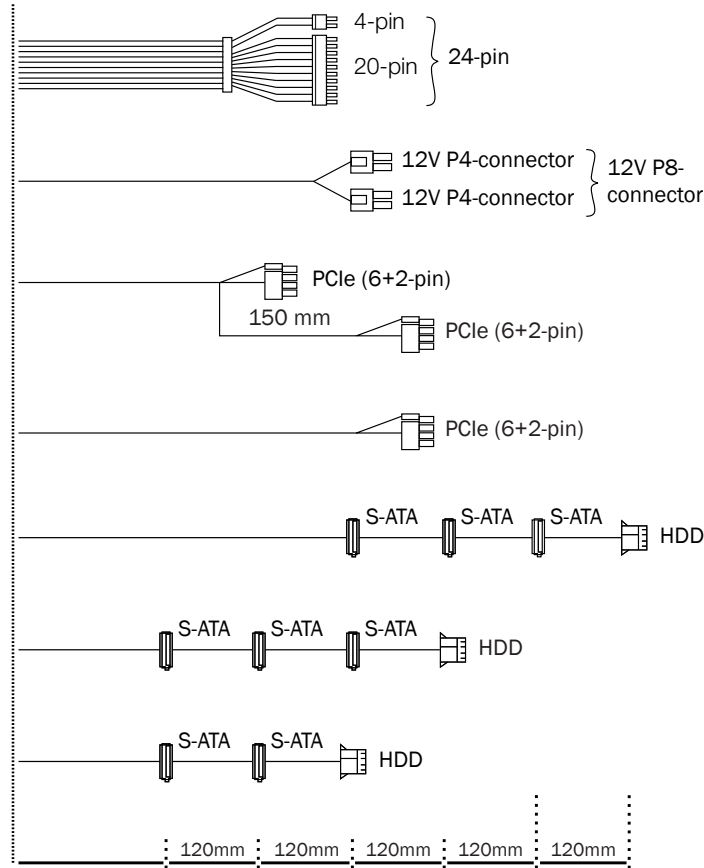 4-pin
20-pin
24-pin
12V P4-connector
12V P4-connector
12V P8-
connector
PCIe (6+2-pin)
150 mm
PCIe (6+2-pin)
PCIe (6+2-pin)
S-ATA S-ATA S-ATA
HDD
S-ATA S-ATA S-ATA
HDD
S-ATA S-ATA
HDD
120mm 120mm 120mm 120mm 120mm